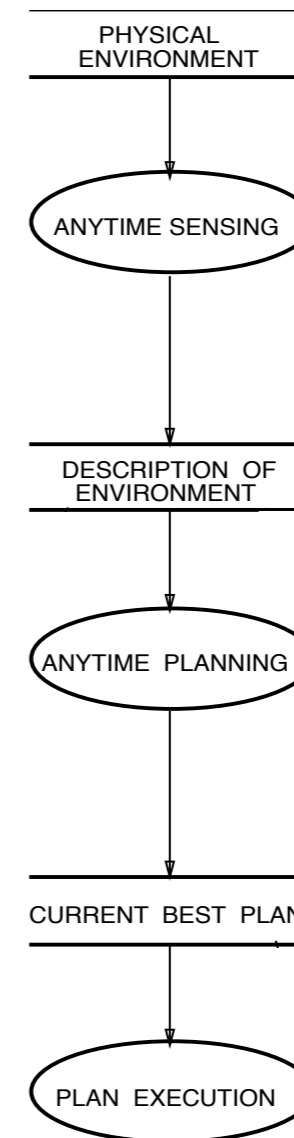 PHYSICAL
ENVIRONMENT
ANYTIME SENSING
DESCRIPTION OF
ENVIRONMENT
ANYTIME PLANNING
CURRENT BEST PLAN
PLAN EXECUTION